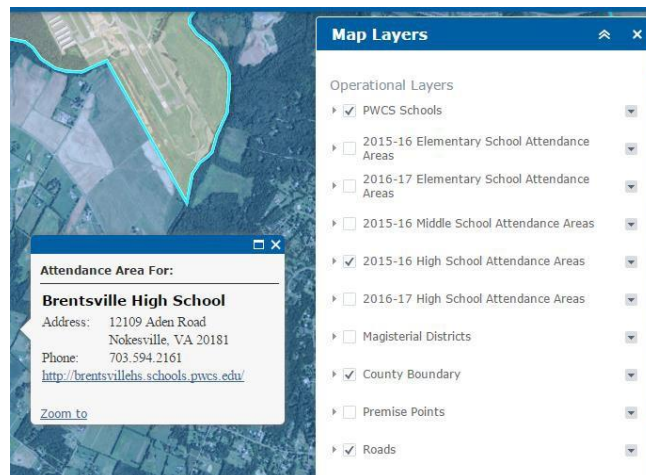 Map Layers
Operational Layers
PWCS Schools
2015-16 Elementary School Attendance
Areas
2016-17 Elementary School Attendance
Areas
2015-16 Middle School Attendance Areas
2015-16 High School Attendance Areas
2016-17 High School Attendance Areas
Magisterial Districts
County Boundary
Premise Points
Roads
Attendance Area For:
Brentsville High School
Address: 12109 Aden Road
Nokesville, VA 20181
Phone: 703.594.2161
http://brentsvillehs.schools.pwcs.edu/
Zoom to